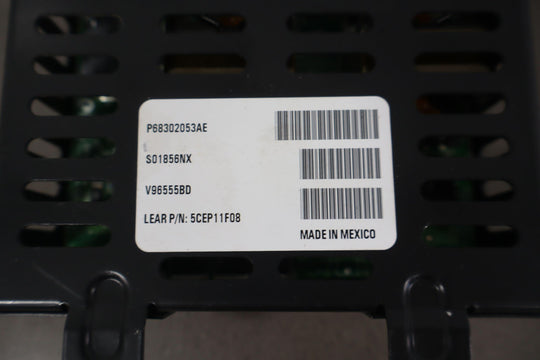 P68302053AE
S01856NX
V98555BD
LEAR P/N: 5CEP11F08
MADE IN MEXICO